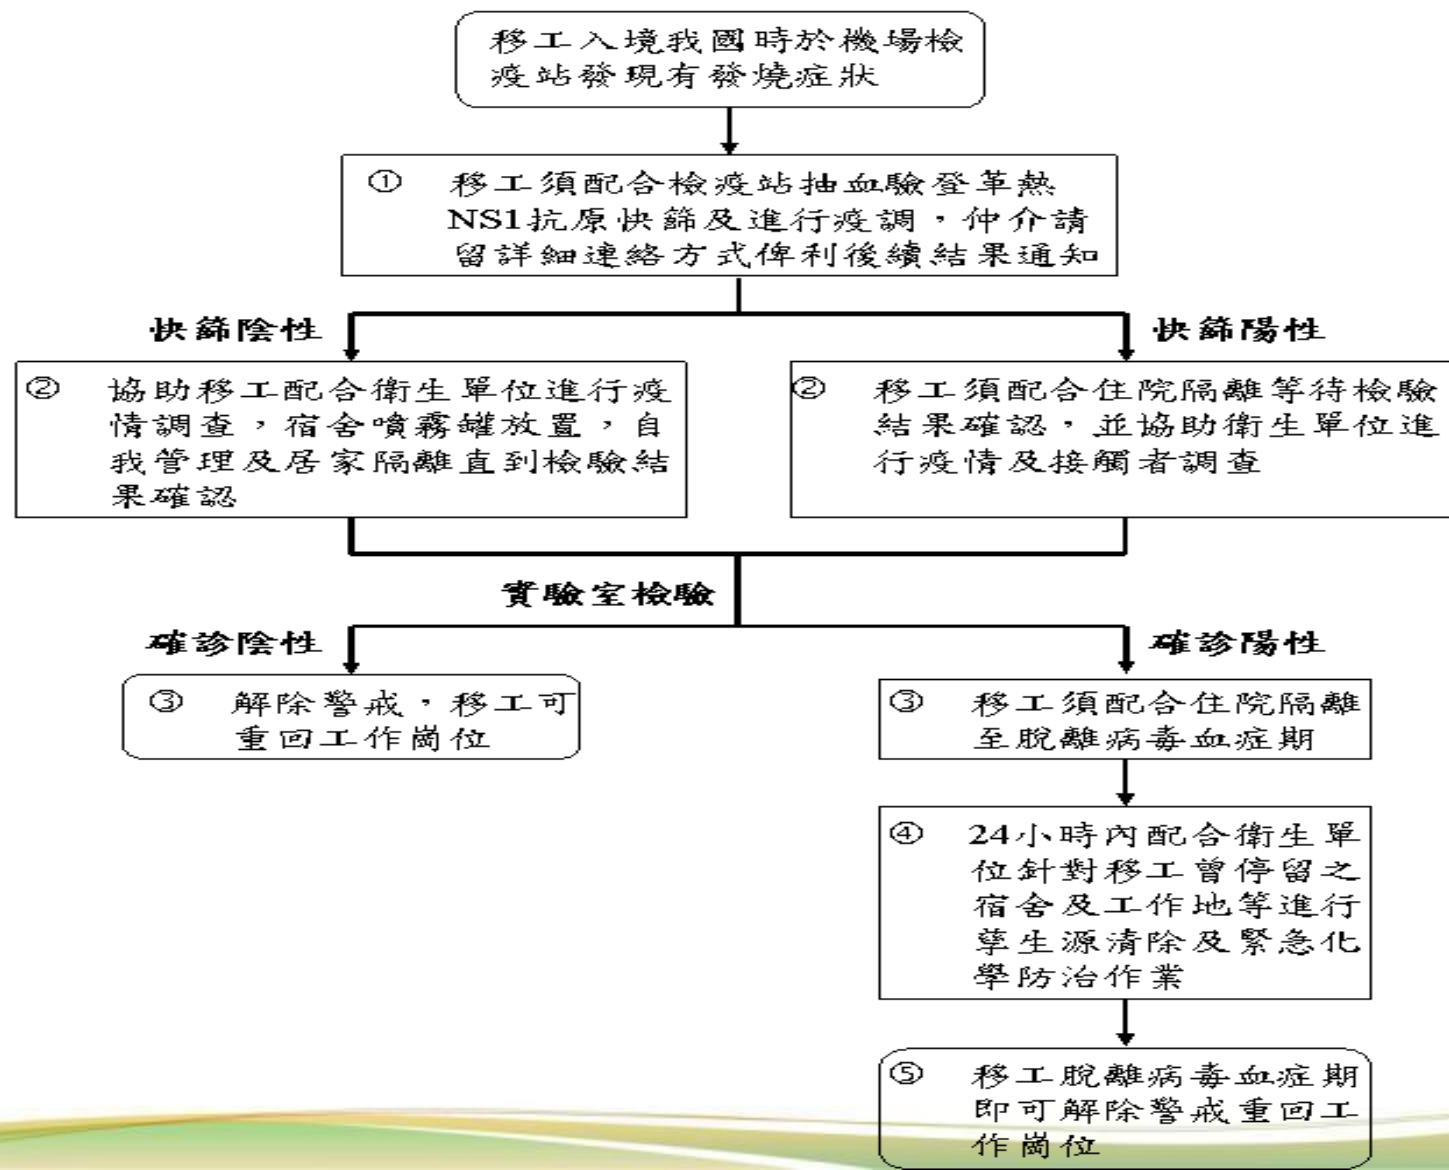 移工入境我國時於機場檢
疫站發現有發燒症狀
① 移工須配合檢疫站抽血驗登革熱
NS1抗原快篩及進行疫調，仲介請
留詳細連絡方式俾利後續結果通知
快篩陰性
快篩陽性
② 協助移工配合衛生單位進行疫
情調查，宿舍噴霧罐放置，自
我管理及居家隔離直到檢驗結
果確認
② 移工須配合住院隔離等待檢驗
結果確認，並協助衛生單位進
行疫情及接觸者調查
實驗室檢驗
確診陰性
確診陽性
③ 解除警戒，移工可
重回工作崗位
③ 移工須配合住院隔離
至脫離病毒血症期
④ 24小時內配合衛生單
位針對移工曾停留之
宿舍及工作地等進行
孳生源清除及緊急化
學防治作業
⑤ 移工脫離病毒血症期
即可解除警戒重回工
作崗位